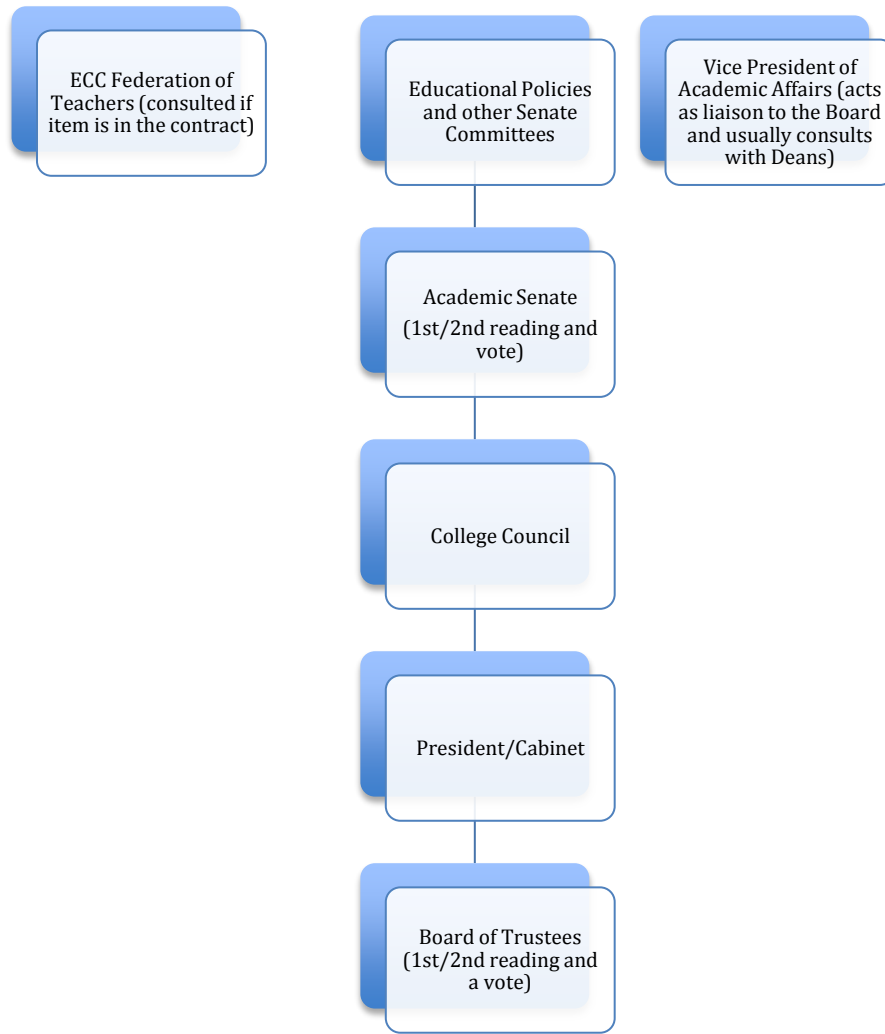 ECC Federation of
Teachers (consulted if
item is in the contract)
Educational Policies
and other Senate
Committees
Vice President of
Academic Affairs (acts
as liaison to the Board
and usually consults
with Deans)
Academic Senate
(1st/2nd reading and
vote)
College Council
President/Cabinet
Board of Trustees
(1st/2nd reading and
a vote)